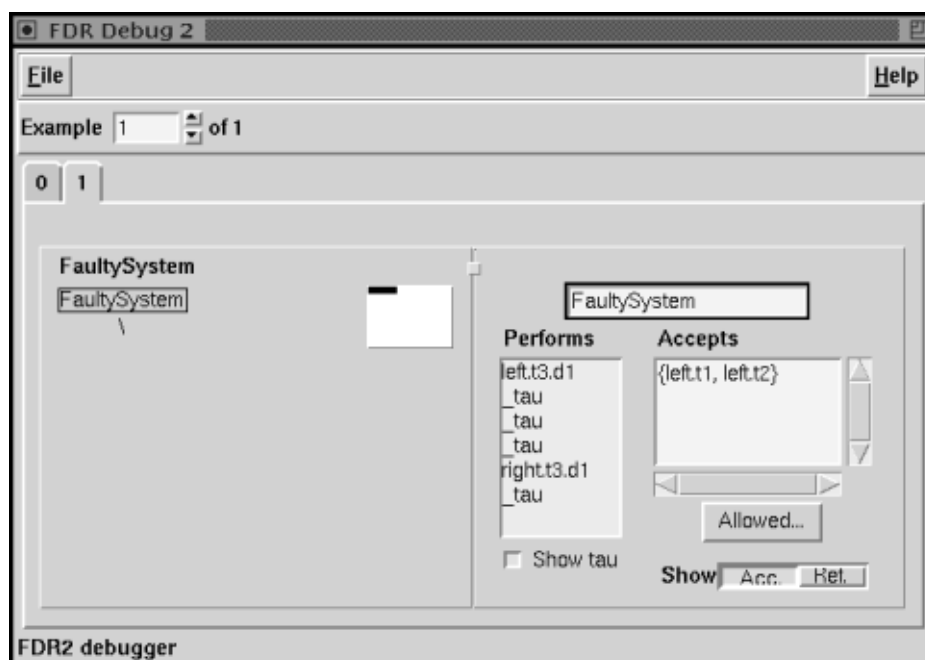 FDR Debug 2
File Help
Example 1 of 1
0 1
FaultySystem
FaultySystem
\
FaultySystem
Performs Accepts
left.t3.d1
_tau
_tau
_tau
right.t3.d1
_tau
{left.t1, left.t2}
Allowed...
Show tau
Show Acc. Ref.
FDR2 debugger